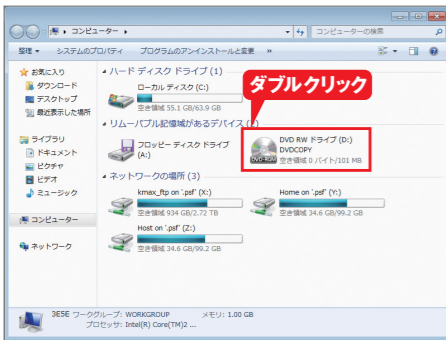 コンピューター
コンピューターの検索
整理 システムのプロパティ プログラムのアンインストールと変更 »
お気に入り
ダウンロード
デスクトップ
最近表示した場所
ライブラリ
ドキュメント
ピクチャ
ビデオ
ミュージック
コンピューター
ネットワーク
ハード ディスク ドライブ (1)
ローカル ディスク (C:)
空き領域 55.1 GB/63.9 GB
ダブルクリック
リムーバブル記憶域があるデバイス (2)
フロッピー ディスク ドライブ
(A:)
DVD RW ドライブ (D:)
DVDCOPY
空き領域 0 バイト/101 MB
DVD-ROM
ネットワークの場所 (3)
kmax_ftp on '.psf' (X:)
空き領域 934 GB/2.72 TB
Home on '.psf' (Y:)
空き領域 34.6 GB/99.2 GB
Host on '.psf' (Z:)
空き領域 34.6 GB/99.2 GB
3E5E ワークグループ: WORKGROUP メモリ: 1.00 GB
プロセッサ: Intel(R) Core(TM)2 ...